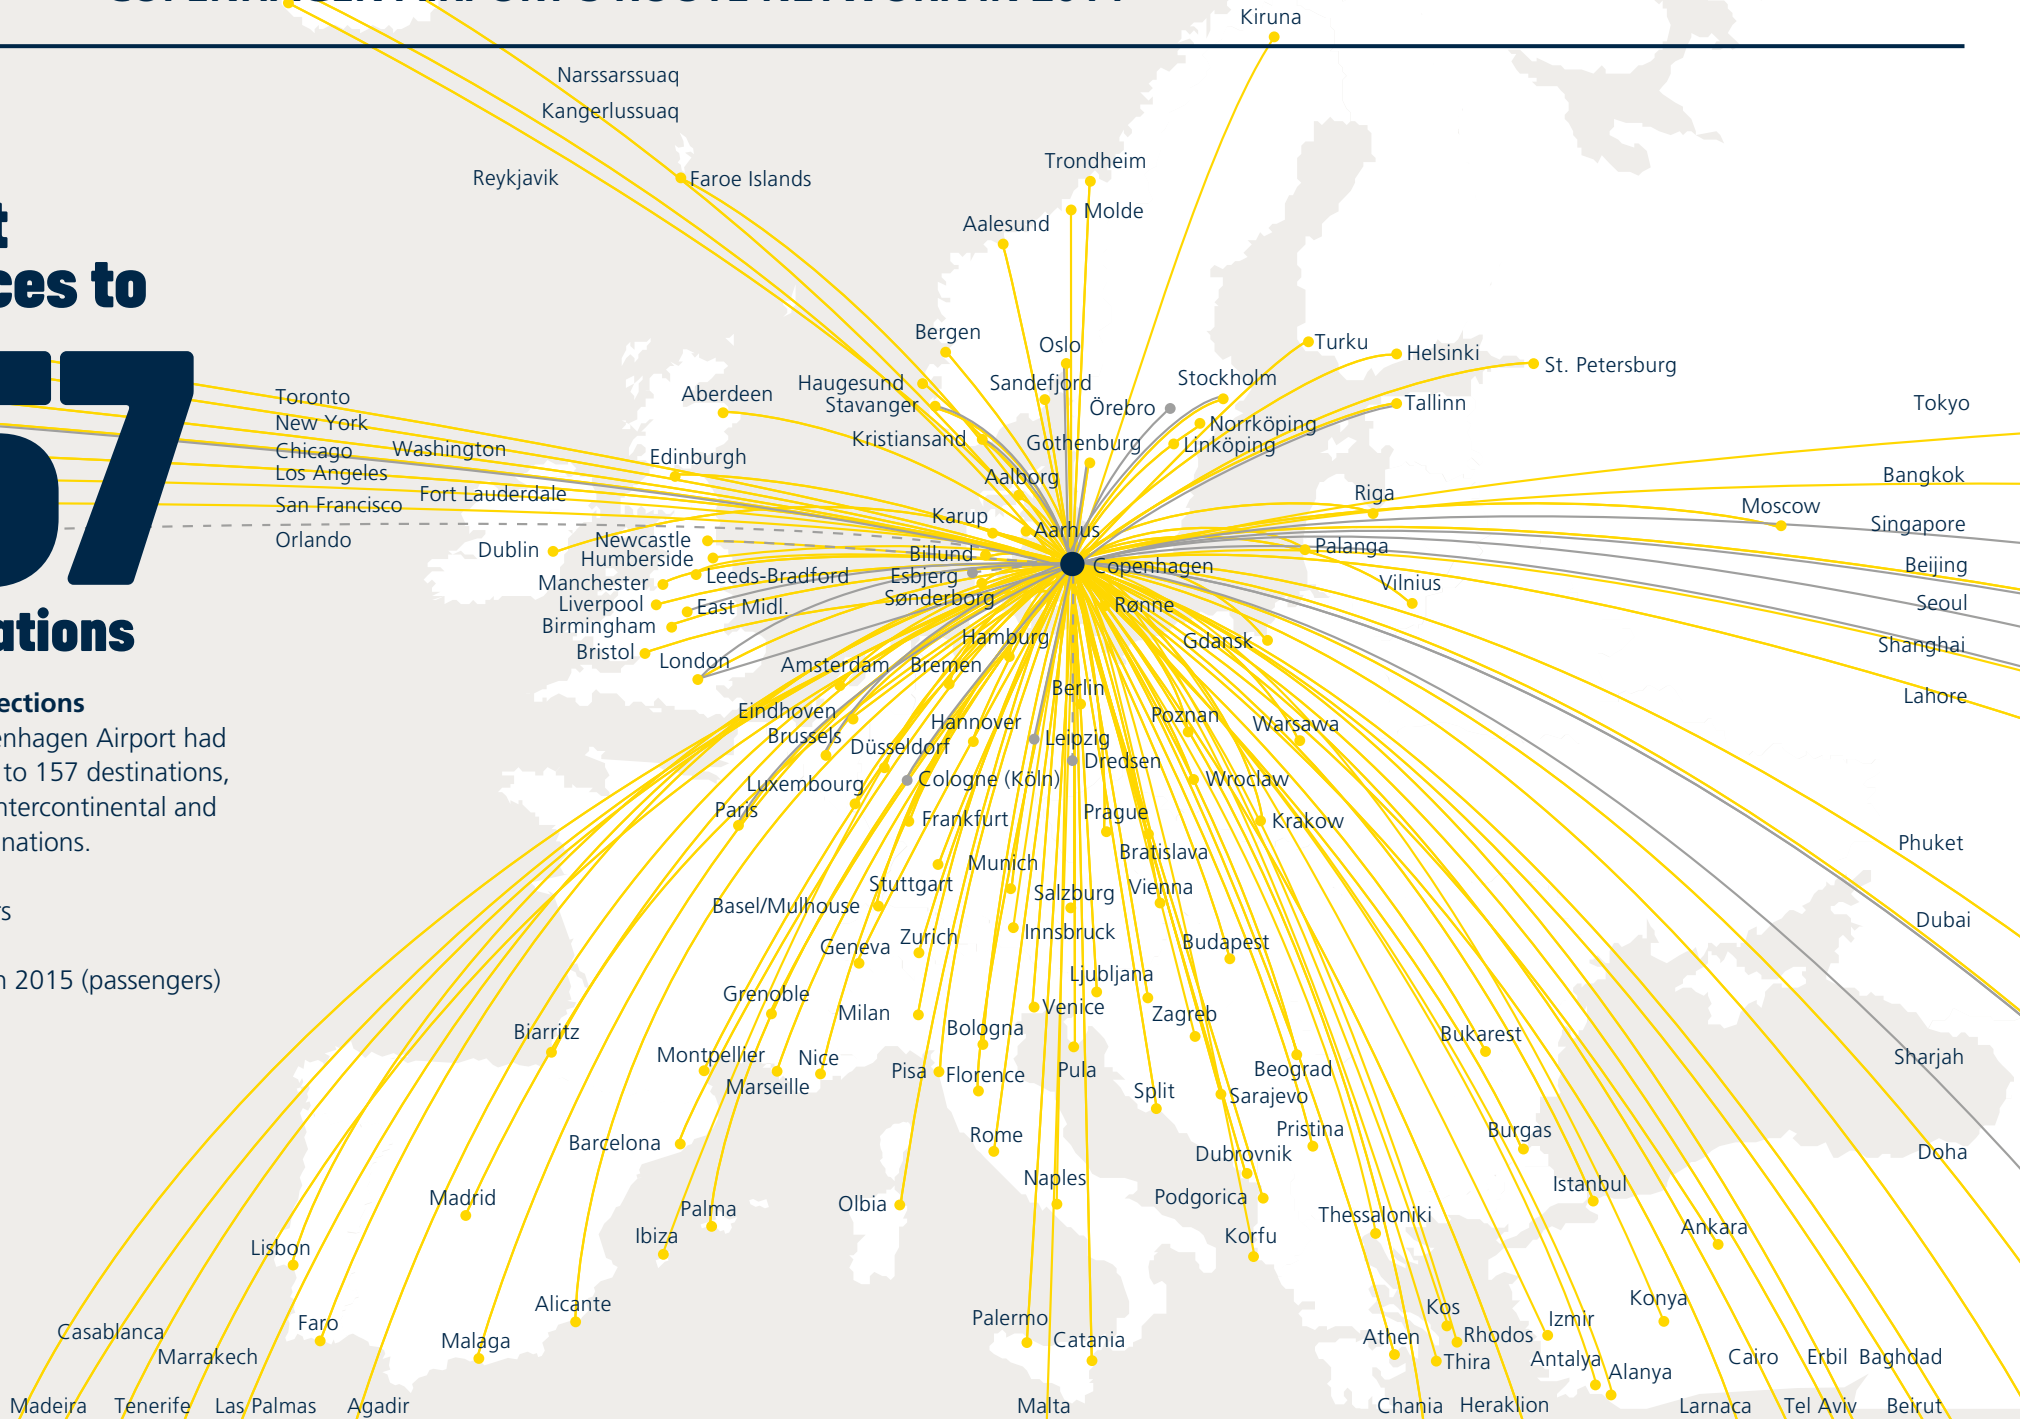 Kiruna
Narssarssuaq
Kangerlussuaq
Trondheim
Reykjavik
Faroe Islands
Molde
Aalesund
ces to
Bergen
Oslo
Turku
Helsinki
St. Petersburg
Stockholm
Haugesund
Sandefjord
Aberdeen
Toronto
Stavanger
Örebro
Tallinn
Tokyo
57
New York
Norrköping
Kristiansand
Gothenburg
Linköping
Chicago
Washington
Edinburgh
Los Angeles
Aalborg
Bangkok
Fort Lauderdale
Riga
San Francisco
Moscow
Karup
Aarhus
Singapore
Orlando
Newcastle
Dublin
Billund
Palanga
Humberside
Copenhagen
Beijing
Esbjerg
Leeds-Bradford
Manchester
Vilnius
Sønderborg
Liverpool
East Midl.
Rønne
Seoul
Birmingham
ations
Hamburg
Gdansk
Shanghai
Bristol
London
Amsterdam
Bremen
Berlin
Lahore
ections
Eindhoven
Hannover
Poznan
Warsawa
enhagen Airport had
Brussels
Düsseldorf
Leipzig
Dredsen
to 157 destinations,
Luxembourg
Cologne (Köln)
Wroclaw
ntercontinental and
Paris
Frankfurt
Prague
Krakow
nations.
Phuket
Bratislava
Munich
Stuttgart
Salzburg
Vienna
Basel/Mulhouse
rs
Dubai
Zurich
Innsbruck
Budapest
Geneva
n 2015 (passengers)
Ljubljana
Grenoble
Venice
Milan
Zagreb
Biarritz
Bologna
Bukarest
Montpellier
Nice
Sharjah
Pisa
Florence
Pula
Beograd
Marseille
Split
Sarajevo
Barcelona
Rome
Pristina
Burgas
Dubrovnik
Doha
Naples
Istanbul
Madrid
Podgorica
Palma
Olbia
Thessaloniki
Ankara
Ibiza
Korfu
Lisbon
Konya
Alicante
Kos
Palermo
Izmir
Faro
Casablanca
Malaga
Catania
Athen
Rhodos
Marrakech
Thira
Antalya
Cairo
Erbil
Baghdad
Alanya
Madeira
Tenerife
Las Palmas
Agadir
Malta
Chania
Heraklion
Larnaca
Tel Aviv
Beirut